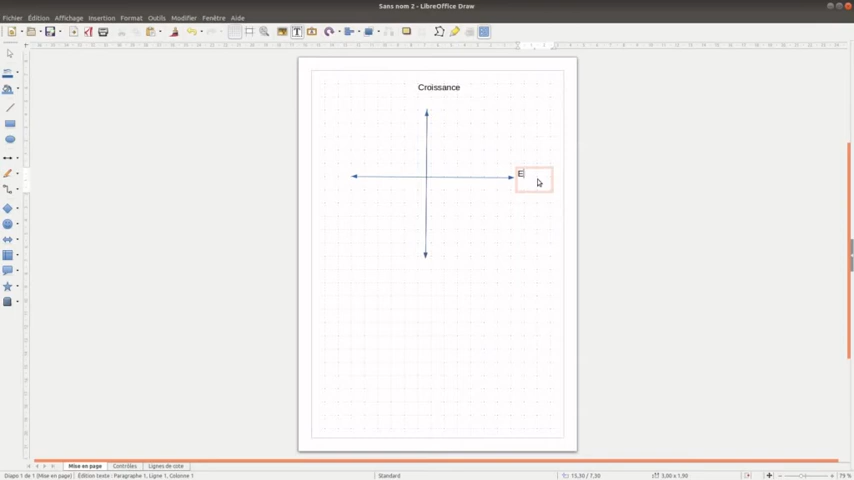 Sans nom 2 - LibreOffice Draw
Fichier Édition Affichage Insertion Format Outils Modifier Fenêtre Aide
Croissance
E
Mise en page Contrôles Lignes de cote
Diapo 1 de 1 (Mise en page) Édition texte : Paragraphe 1, Ligne 1, Colonne 1 Standard 15,30 / 7,30 3,00 x 1,90 79 %